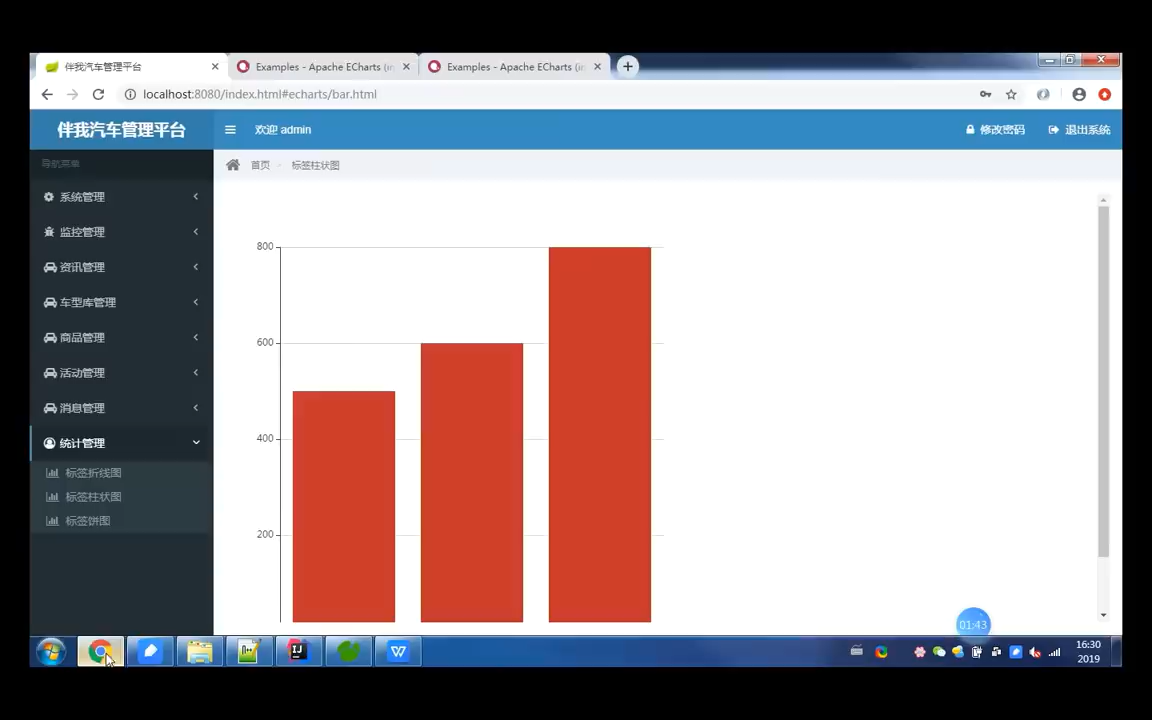 伴我汽车管理平台
Examples - Apache ECharts (in
Examples - Apache ECharts (in
localhost:8080/index.html#echarts/bar.html
伴我汽车管理平台
欢迎 admin
修改密码
退出系统
导航菜单
首页
标签柱状图
系统管理
监控管理
资讯管理
车型库管理
商品管理
活动管理
消息管理
统计管理
标签折线图
标签柱状图
标签饼图
800
600
400
200
01:43
16:30
2019